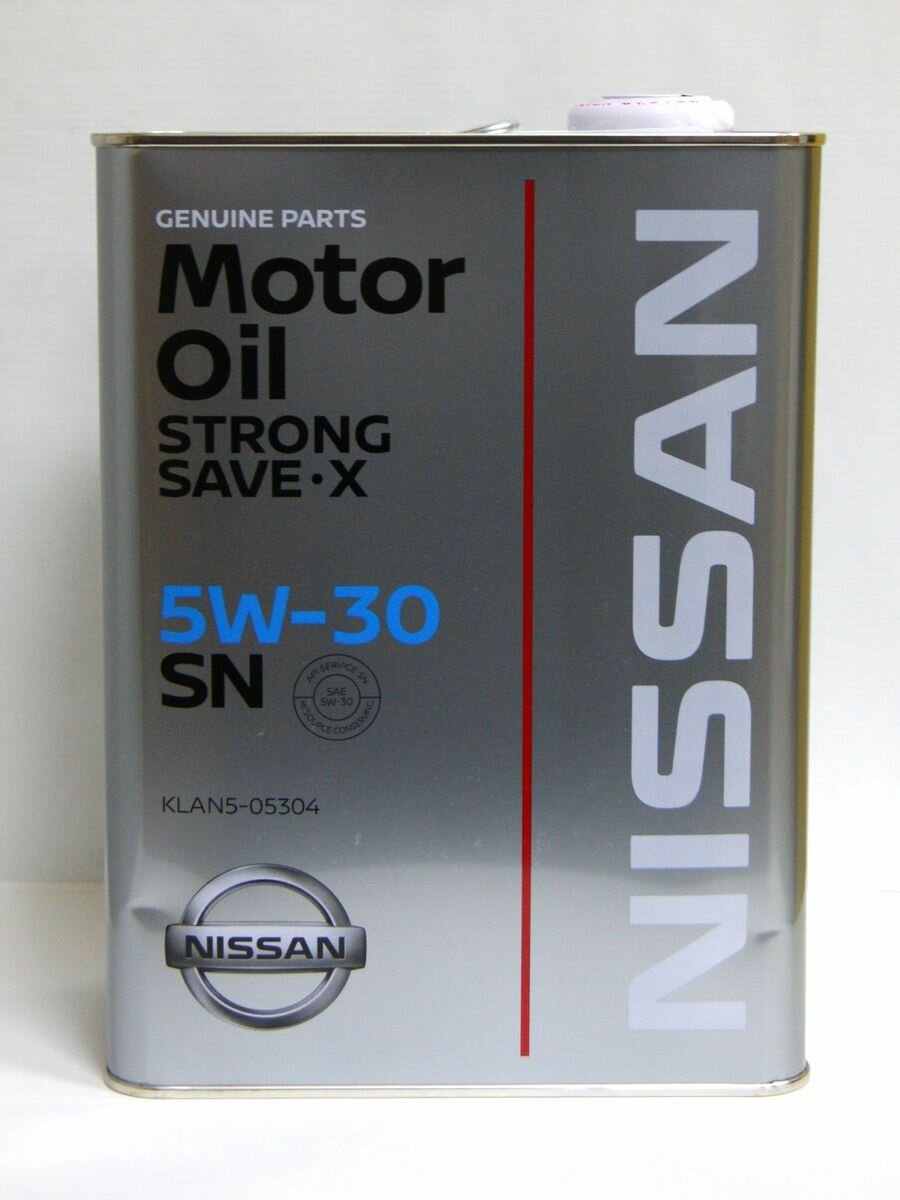 GENUINE PARTS
Motor
Oil
STRONG
SAVE・X
5W-30
SN
API SERVICE SN
SAE
5W-30
RESOURCE CONSERVING
KLAN5-05304
NISSAN
NISSAN